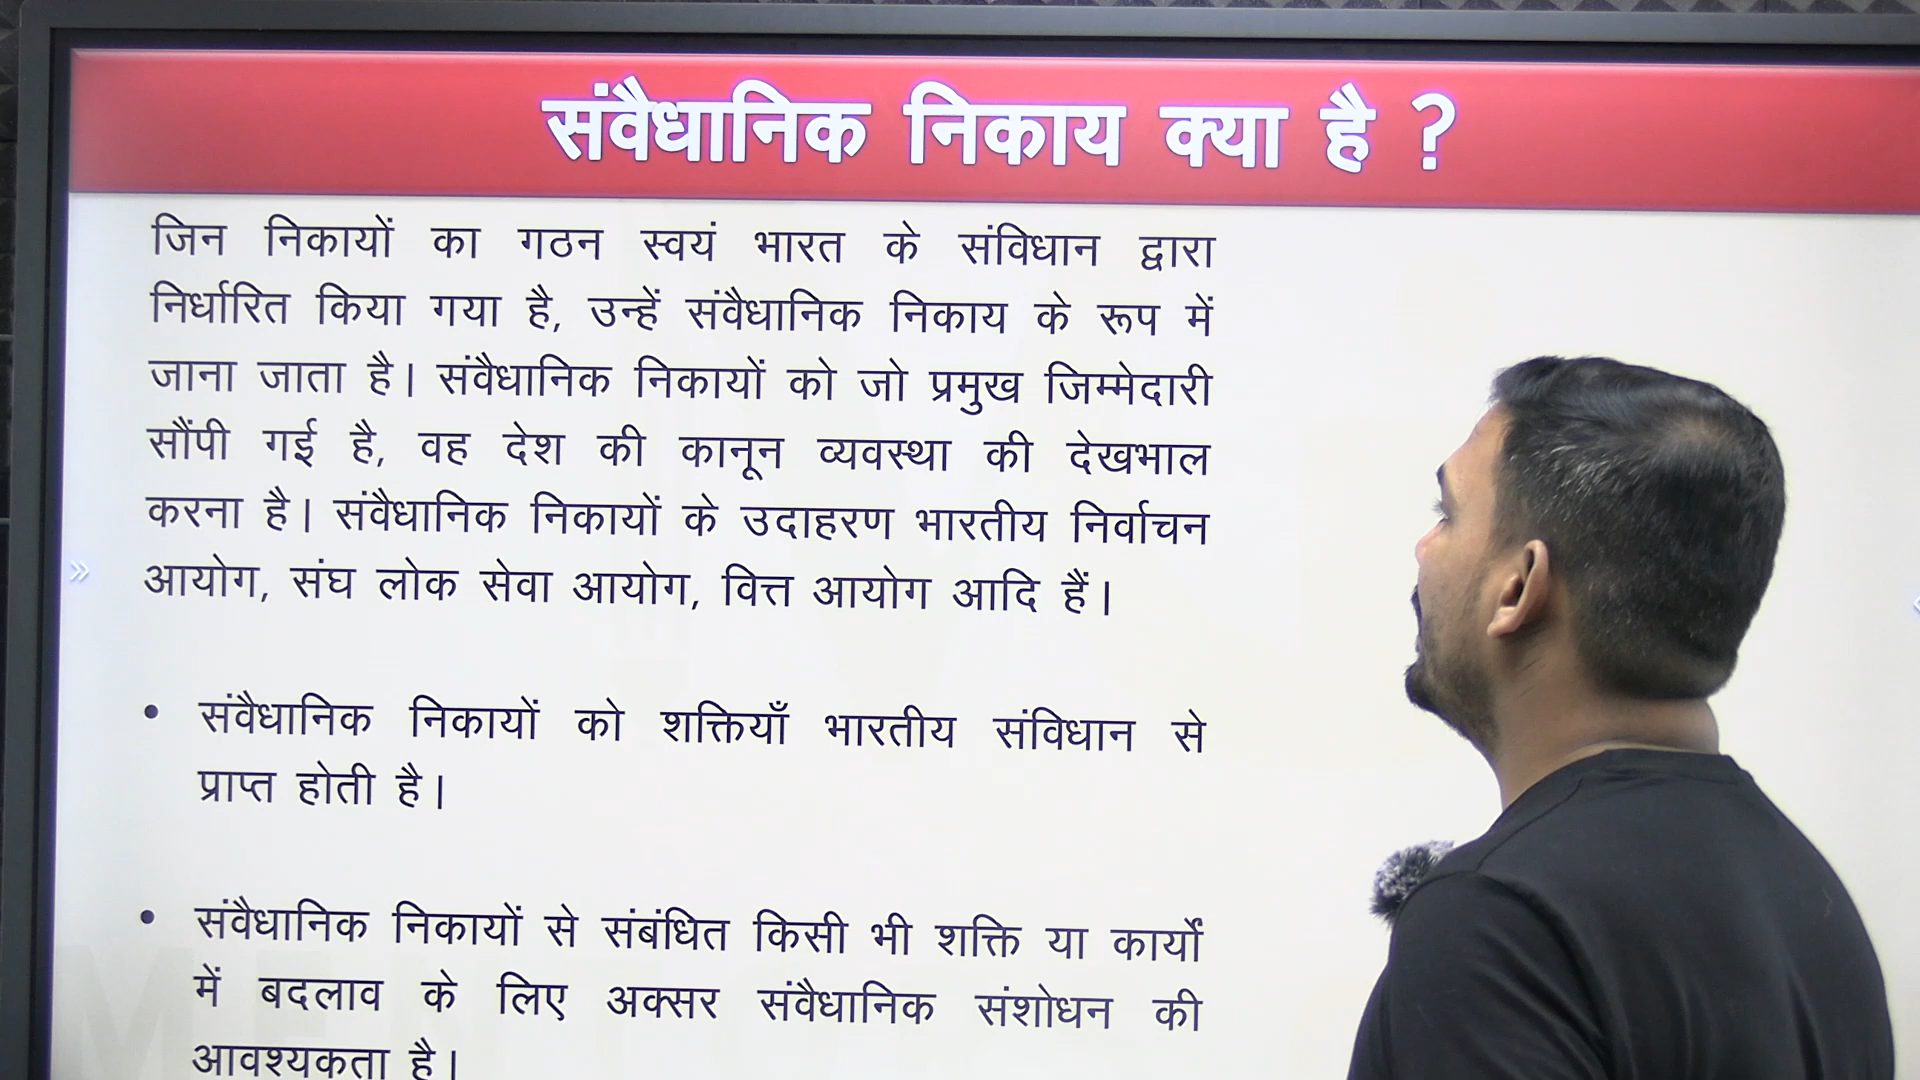 संवैधानिक निकाय क्या है ?
जिन निकायों का गठन स्वयं भारत के संविधान द्वारा
निर्धारित किया गया है, उन्हें संवैधानिक निकाय के रूप में
जाना जाता है। संवैधानिक निकायों को जो प्रमुख जिम्मेदारी
सौंपी गई है, वह देश की कानून व्यवस्था की देखभाल
करना है। संवैधानिक निकायों के उदाहरण भारतीय निर्वाचन
आयोग, संघ लोक सेवा आयोग, वित्त आयोग आदि हैं।
• संवैधानिक निकायों को शक्तियाँ भारतीय संविधान से
प्राप्त होती है।
• संवैधानिक निकायों से संबंधित किसी भी शक्ति या कार्यों
में बदलाव के लिए अक्सर संवैधानिक संशोधन की
आवश्यकता है।